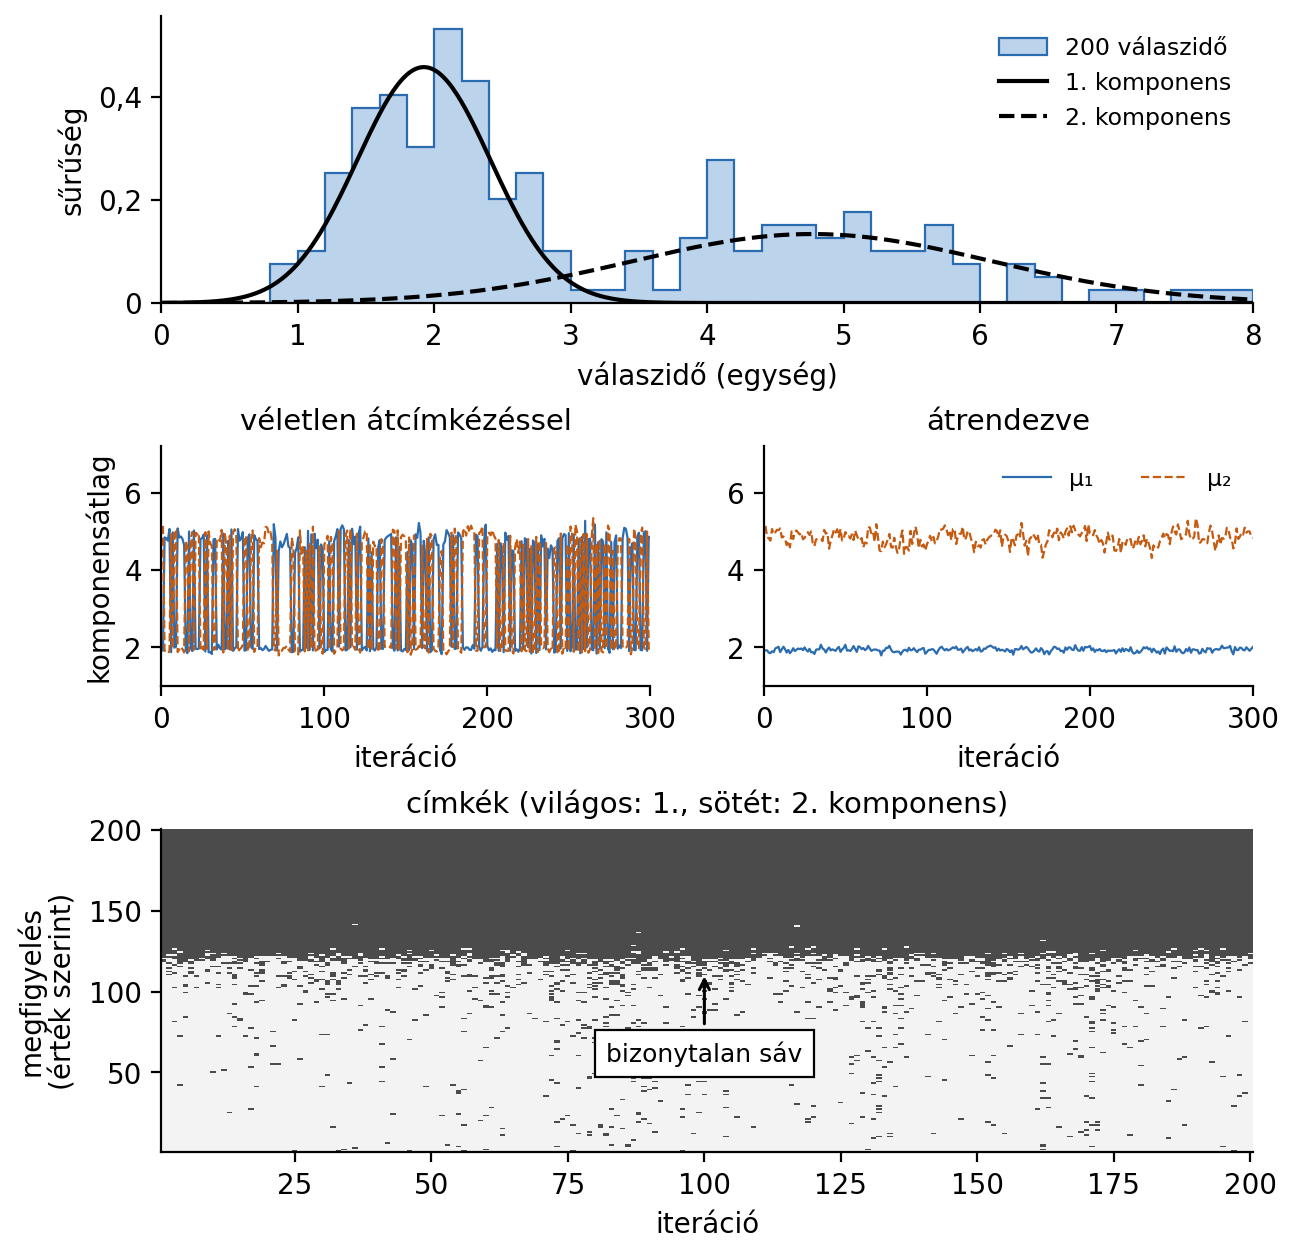 200 válaszidő
1. komponens
2. komponens
sűrűség
0,4
0,2
0
0 1 2 3 4 5 6 7 8
válaszidő (egység)
véletlen átcímkézéssel
komponensátlag
6
4
2
0 100 200 300
iteráció
átrendezve
μ₁ μ₂
6
4
2
0 100 200 300
iteráció
címkék (világos: 1., sötét: 2. komponens)
megfigyelés
(érték szerint)
200
150
100
50
bizonytalan sáv
25 50 75 100 125 150 175 200
iteráció